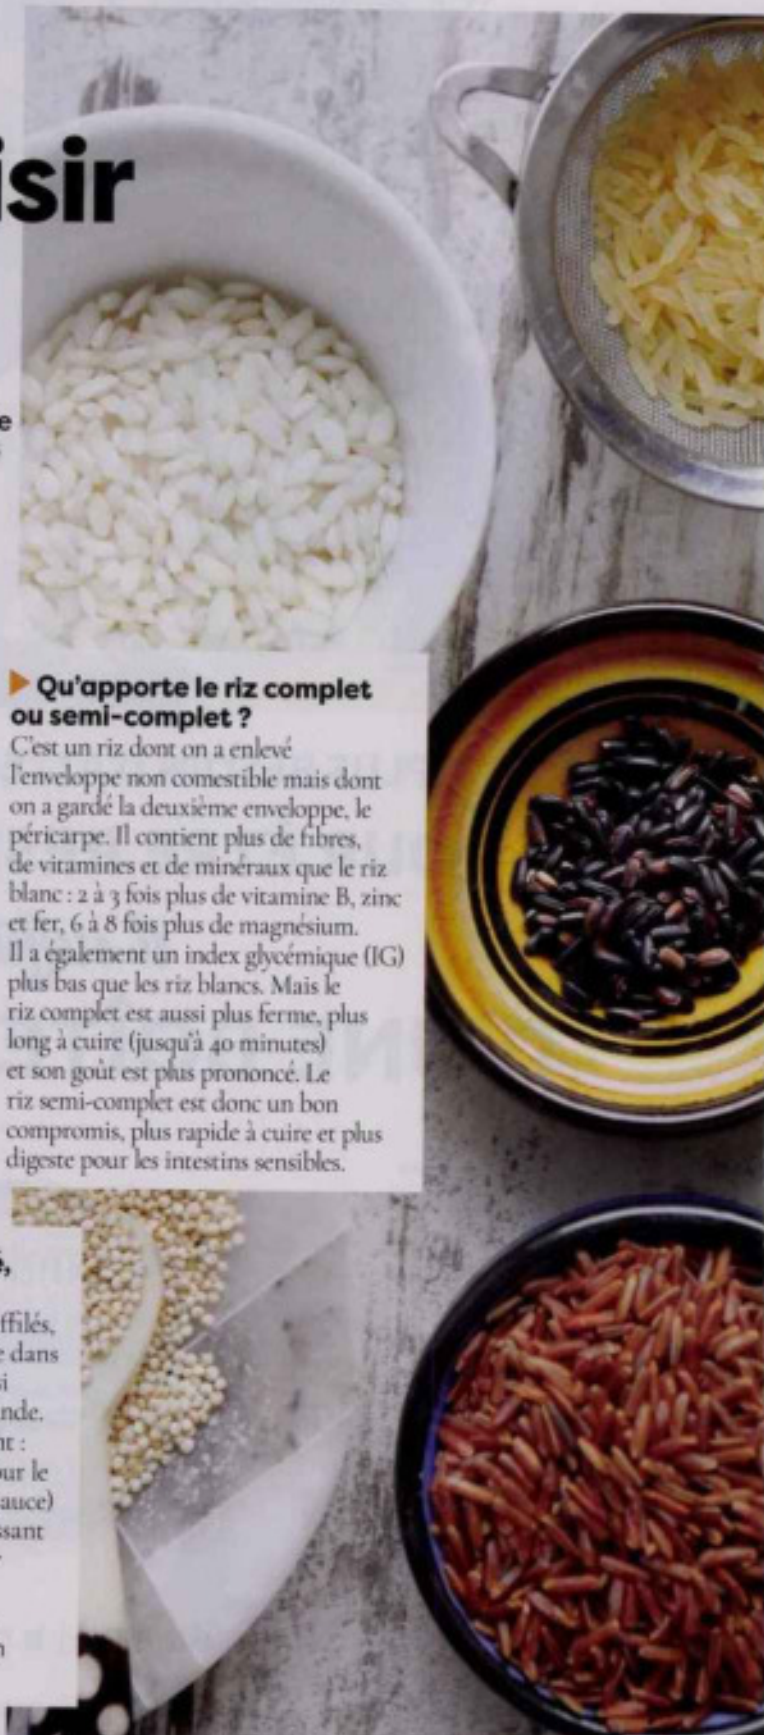 isir
e
▶ Qu'apporte le riz complet
ou semi-complet ?
C'est un riz dont on a enlevé
l'enveloppe non comestible mais dont
on a gardé la deuxième enveloppe, le
péricarpe. Il contient plus de fibres,
de vitamines et de minéraux que le riz
blanc : 2 à 3 fois plus de vitamine B, zinc
et fer, 6 à 8 fois plus de magnésium.
Il a également un index glycémique (IG)
plus bas que les riz blancs. Mais le
riz complet est aussi plus ferme, plus
long à cuire (jusqu'à 40 minutes)
et son goût est plus prononcé. Le
riz semi-complet est donc un bon
compromis, plus rapide à cuire et plus
digeste pour les intestins sensibles.
ffilés,
e dans
si
nde.
nt :
our le
auce)
ssant
n